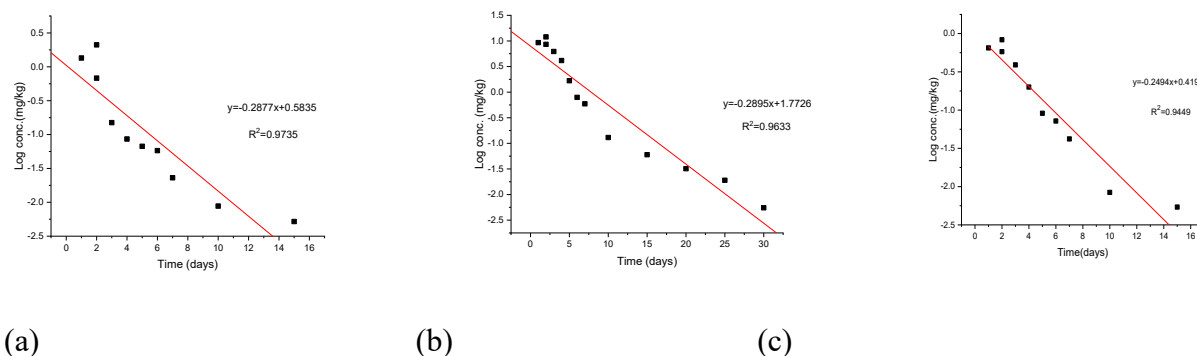 0.5
0.0
-0.5
-1.0
-1.5
-2.0
-2.5
Log conc.(mg/kg)
y=-0.2877x+0.5835
R²=0.9735
0 2 4 6 8 10 12 14 16
Time (days)
1.5
1.0
0.5
0.0
-0.5
-1.0
-1.5
-2.0
-2.5
Log conc.(mg/kg)
y=-0.2895x+1.7726
R²=0.9633
0 5 10 15 20 25 30
Time (days)
0.0
-0.5
-1.0
-1.5
-2.0
-2.5
Log conc.(mg/kg)
y=-0.2494x+0.419
R²=0.9449
0 2 4 6 8 10 12 14 16
Time(days)
(a) (b) (c)